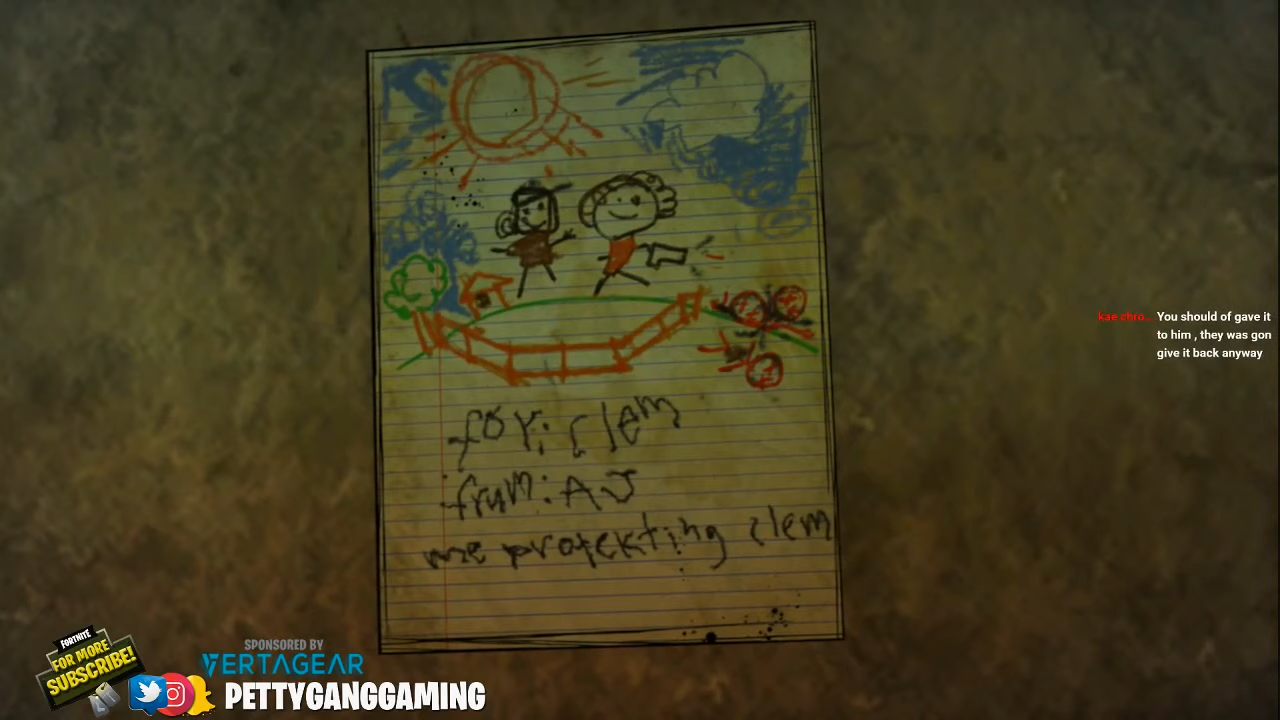 for: clem
frum: AJ
me protekting clem
kae chro... You should of gave it
to him , they was gon
give it back anyway
FORTNITE
FOR MORE
SUBSCRIBE!
SPONSORED BY
VERTAGEAR
PETTYGANGGAMING